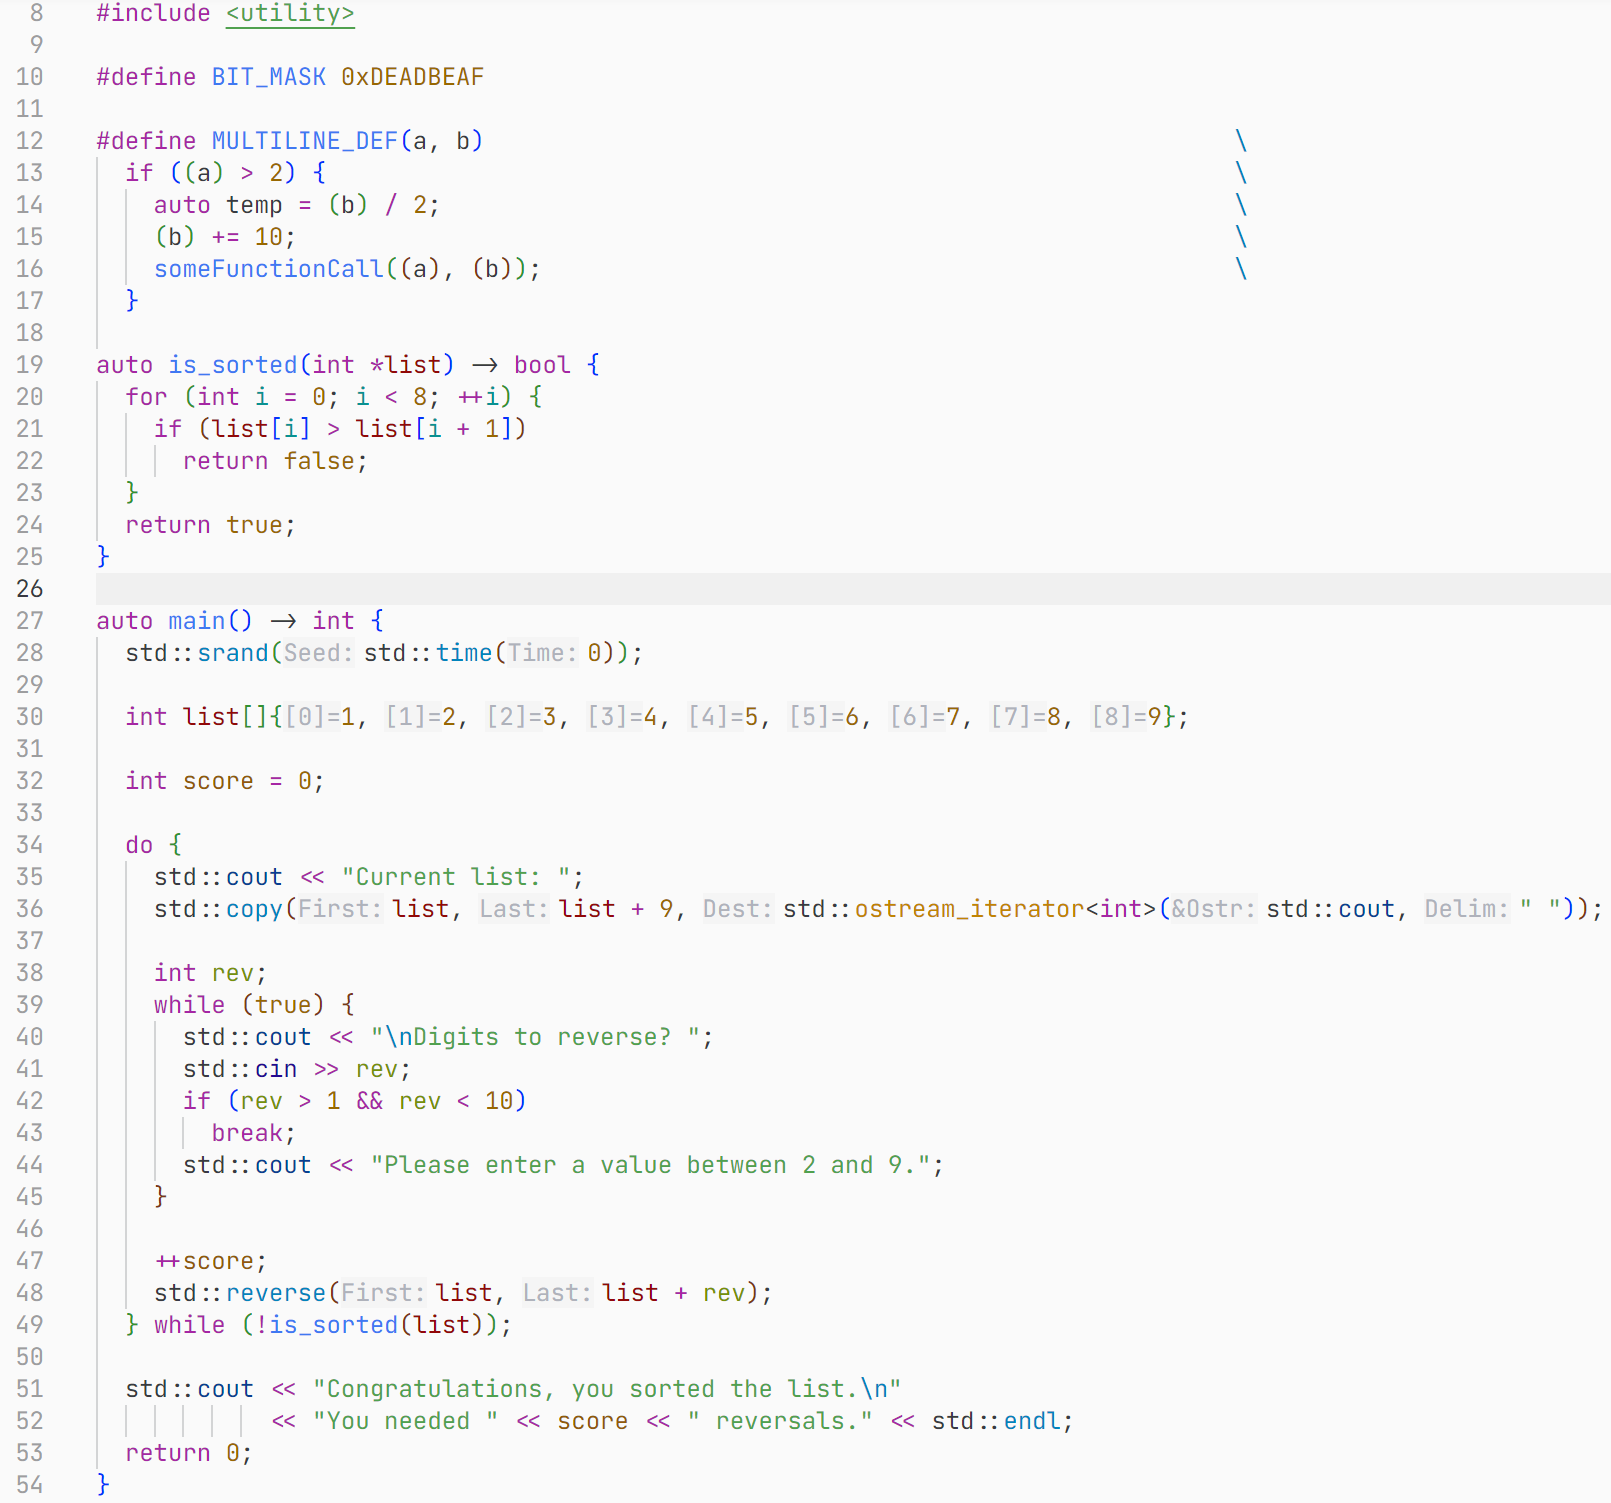 8 #include <utility>
9
10 #define BIT_MASK 0xDEADBEAF
11
12 #define MULTILINE_DEF(a, b) \
13 if ((a) > 2) { \
14 auto temp = (b) / 2; \
15 (b) += 10; \
16 someFunctionCall((a), (b)); \
17 }
18
19 auto is_sorted(int *list) -> bool {
20 for (int i = 0; i < 8; ++i) {
21 if (list[i] > list[i + 1])
22 return false;
23 }
24 return true;
25 }
26
27 auto main() -> int {
28 std::srand(Seed: std::time(Time: 0));
29
30 int list[]{[0]=1, [1]=2, [2]=3, [3]=4, [4]=5, [5]=6, [6]=7, [7]=8, [8]=9};
31
32 int score = 0;
33
34 do {
35 std::cout << "Current list: ";
36 std::copy(First: list, Last: list + 9, Dest: std::ostream_iterator<int>(&Ostr: std::cout, Delim: " "));
37
38 int rev;
39 while (true) {
40 std::cout << "\nDigits to reverse? ";
41 std::cin >> rev;
42 if (rev > 1 && rev < 10)
43 break;
44 std::cout << "Please enter a value between 2 and 9.";
45 }
46
47 ++score;
48 std::reverse(First: list, Last: list + rev);
49 } while (!is_sorted(list));
50
51 std::cout << "Congratulations, you sorted the list.\n"
52 << "You needed " << score << " reversals." << std::endl;
53 return 0;
54 }